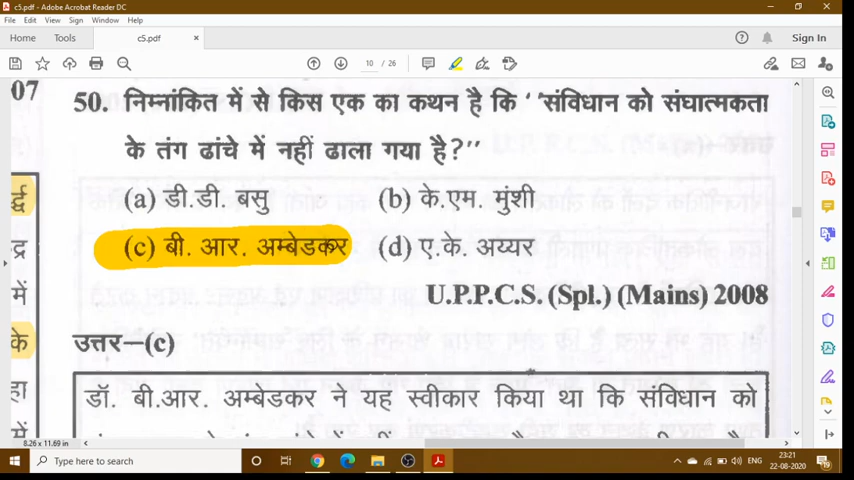 c5.pdf - Adobe Acrobat Reader DC
File Edit View Sign Window Help
Home Tools c5.pdf × Sign In
10 / 26
07
50. निम्नांकित में से किस एक का कथन है कि ''संविधान को संघात्मकता
के तंग ढांचे में नहीं ढाला गया है?''
(a) डी.डी. बसु (b) के.एम. मुंशी
(c) बी. आर. अम्बेडकर (d) ए.के. अय्यर
U.P.P.C.S. (Spl.) (Mains) 2008
उत्तर—(c)
डॉ. बी.आर. अम्बेडकर ने यह स्वीकार किया था कि संविधान को
में
के
हा
8.26 x 11.69 in
Type here to search
ENG
23:21
22-08-2020